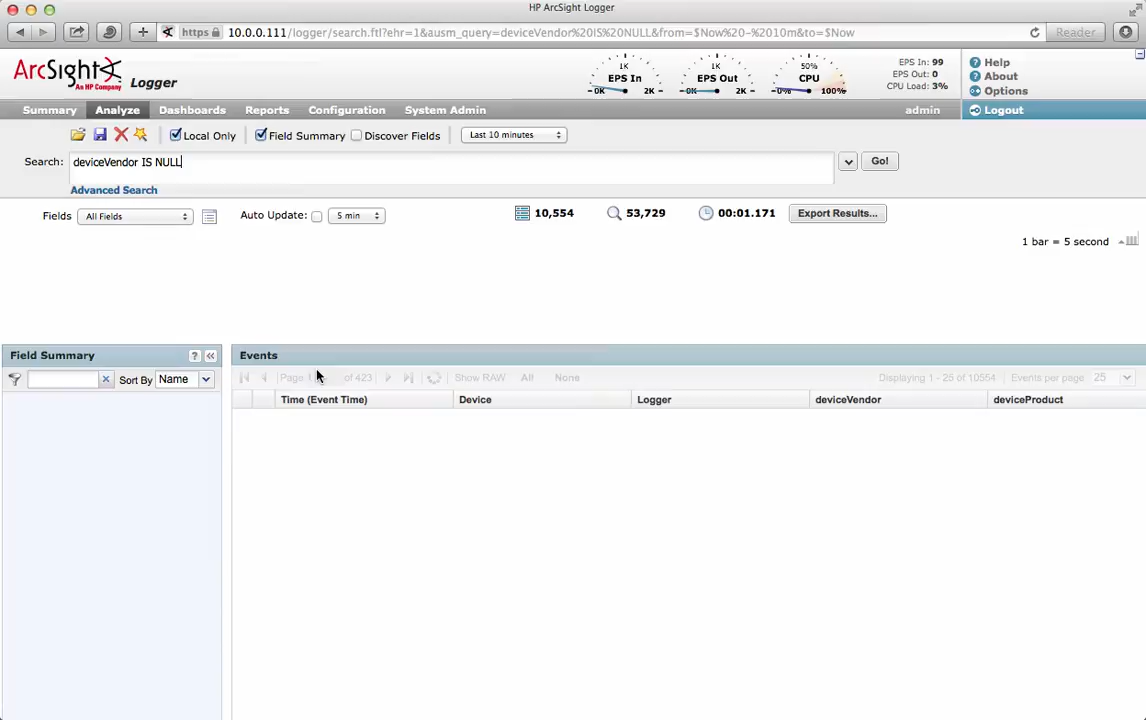 HP ArcSight Logger
https 10.0.0.111/logger/search.ftl?ehr=1&ausm_query=deviceVendor%20IS%20NULL&from=$Now%20-%2010m&to=$Now
Reader
ArcSight
An HP Company
Logger
1K
EPS In
0K 2K
1K
EPS Out
0K 2K
50%
CPU
0% 100%
EPS In: 99
EPS Out: 0
CPU Load: 3%
Help
About
Options
Summary Analyze Dashboards Reports Configuration System Admin admin Logout
Local Only Field Summary Discover Fields Last 10 minutes
Search: deviceVendor IS NULL Go!
Advanced Search
Fields All Fields Auto Update: 5 min 10,554 53,729 00:01.171 Export Results...
1 bar = 5 second
Field Summary ? «
Events
Sort By Name
Page of 423 Show RAW All None Displaying 1 - 25 of 10554 Events per page 25
Time (Event Time) Device Logger deviceVendor deviceProduct